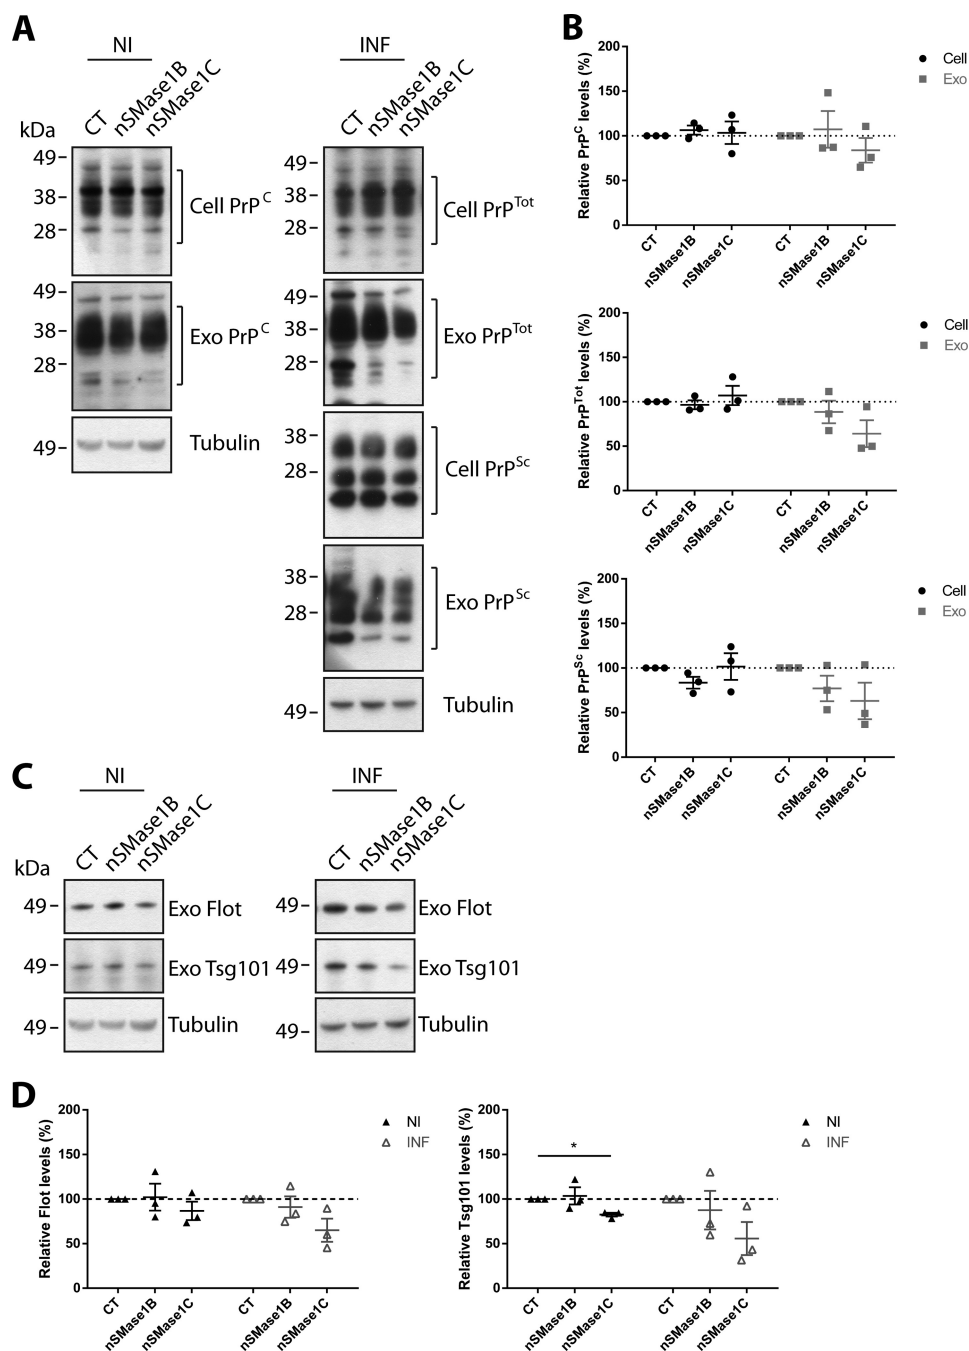 A
NI
CT
nSMase1B
nSMase1C
kDa
49
38
28
Cell PrP^C
49
38
28
Exo PrP^C
49
Tubulin
INF
CT
nSMase1B
nSMase1C
49
38
28
Cell PrP^Tot
49
38
28
Exo PrP^Tot
38
28
Cell PrP^Sc
38
28
Exo PrP^Sc
49
Tubulin
B
Relative PrP^C levels (%)
200
150
100
50
0
CT
nSMase1B
nSMase1C
CT
nSMase1B
nSMase1C
Cell
Exo
Relative PrP^Tot levels (%)
200
150
100
50
0
CT
nSMase1B
nSMase1C
CT
nSMase1B
nSMase1C
Cell
Exo
Relative PrP^Sc levels (%)
200
150
100
50
0
CT
nSMase1B
nSMase1C
CT
nSMase1B
nSMase1C
Cell
Exo
C
NI
CT
nSMase1B
nSMase1C
kDa
49
Exo Flot
49
Exo Tsg101
49
Tubulin
INF
CT
nSMase1B
nSMase1C
49
Exo Flot
49
Exo Tsg101
49
Tubulin
D
Relative Flot levels (%)
200
150
100
50
0
CT
nSMase1B
nSMase1C
CT
nSMase1B
nSMase1C
NI
INF
Relative Tsg101 levels (%)
200
150
100
50
0
*
CT
nSMase1B
nSMase1C
CT
nSMase1B
nSMase1C
NI
INF